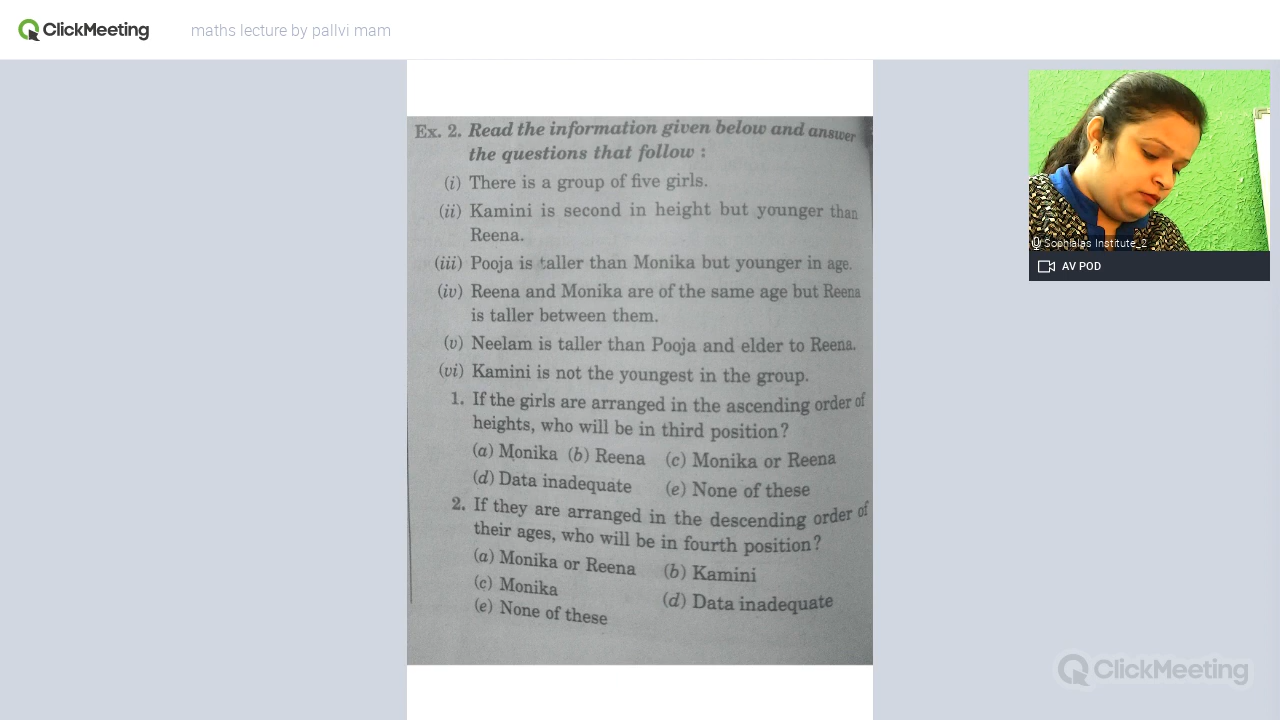 ClickMeeting
maths lecture by pallvi mam
Ex. 2. Read the information given below and answer
the questions that follow :
(i) There is a group of five girls.
(ii) Kamini is second in height but younger than
Reena.
(iii) Pooja is taller than Monika but younger in age.
(iv) Reena and Monika are of the same age but Reena
is taller between them.
(v) Neelam is taller than Pooja and elder to Reena.
(vi) Kamini is not the youngest in the group.
1. If the girls are arranged in the ascending order of
heights, who will be in third position?
(a) Monika (b) Reena (c) Monika or Reena
(d) Data inadequate (e) None of these
2. If they are arranged in the descending order of
their ages, who will be in fourth position?
(a) Monika or Reena (b) Kamini
(c) Monika
(d) Data inadequate
(e) None of these
Sophialas Institute_2
AV POD
ClickMeeting